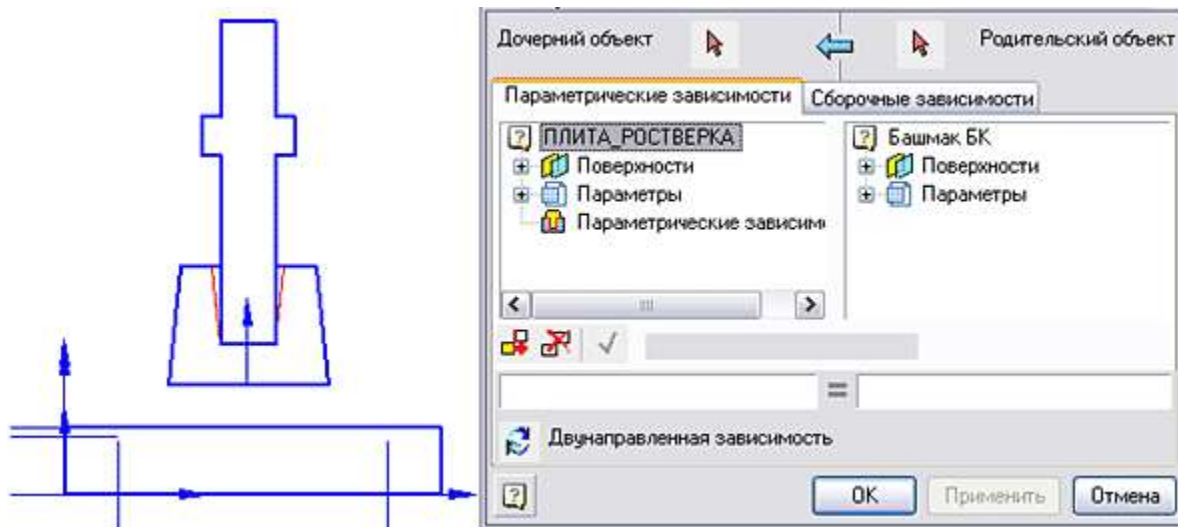 Дочерний объект Родительский объект
Параметрические зависимости Сборочные зависимости
ПЛИТА_РОСТВЕРКА Башмак БК
Поверхности Поверхности
Параметры Параметры
Параметрические зависим
=
Двунаправленная зависимость
OK Применить Отмена